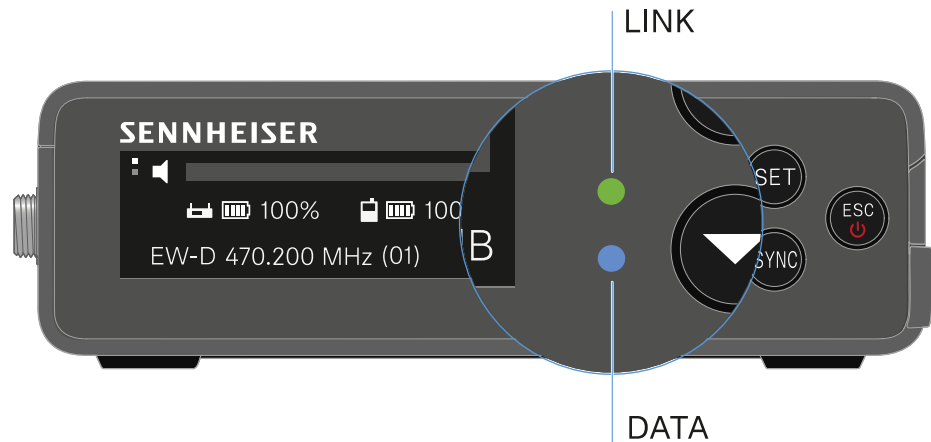 LINK
SENNHEISER
SET
ESC
100% 100
EW-D 470.200 MHz (01) B
SYNC
DATA